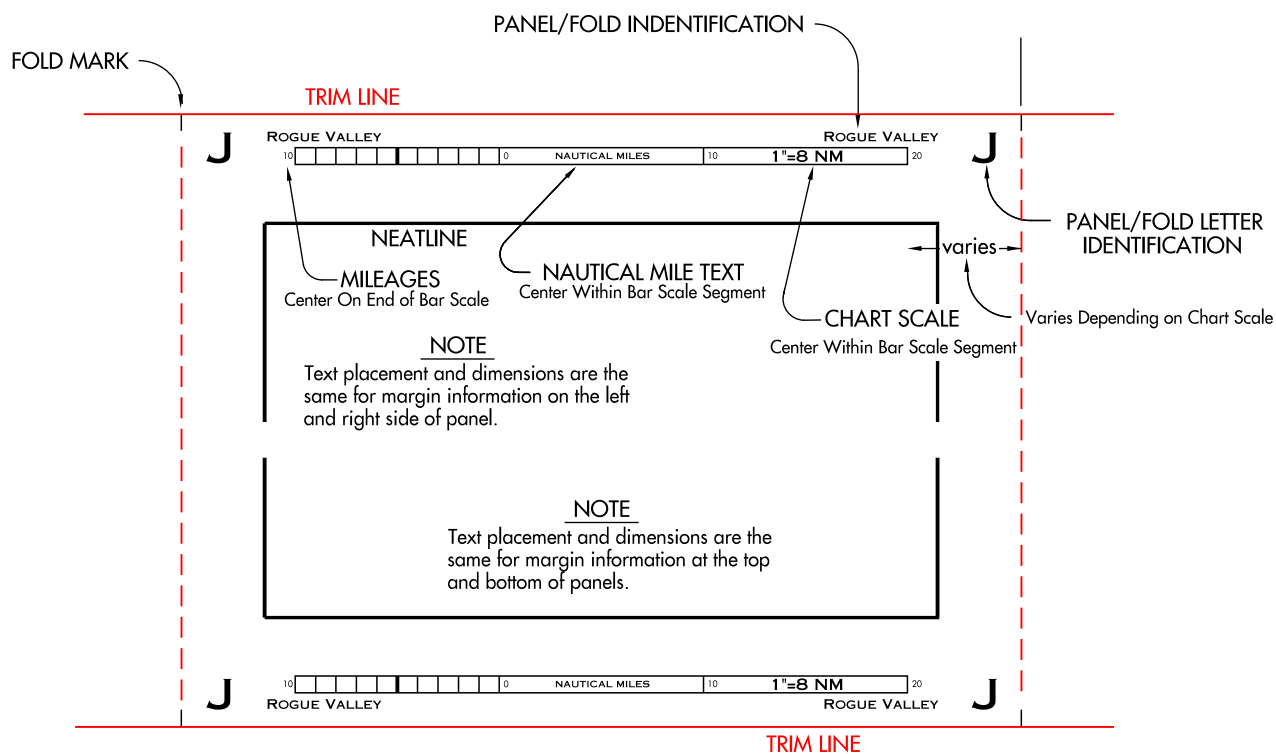 PANEL/FOLD INDENTIFICATION
FOLD MARK
TRIM LINE
J
ROGUE VALLEY
ROGUE VALLEY
J
10
0
NAUTICAL MILES
10
1"=8 NM
20
PANEL/FOLD LETTER
IDENTIFICATION
NEATLINE
varies
MILEAGES
Center On End of Bar Scale
NAUTICAL MILE TEXT
Center Within Bar Scale Segment
CHART SCALE
Center Within Bar Scale Segment
Varies Depending on Chart Scale
NOTE
Text placement and dimensions are the
same for margin information on the left
and right side of panel.
NOTE
Text placement and dimensions are the
same for margin information at the top
and bottom of panels.
J
10
0
NAUTICAL MILES
10
1"=8 NM
20
J
ROGUE VALLEY
ROGUE VALLEY
TRIM LINE